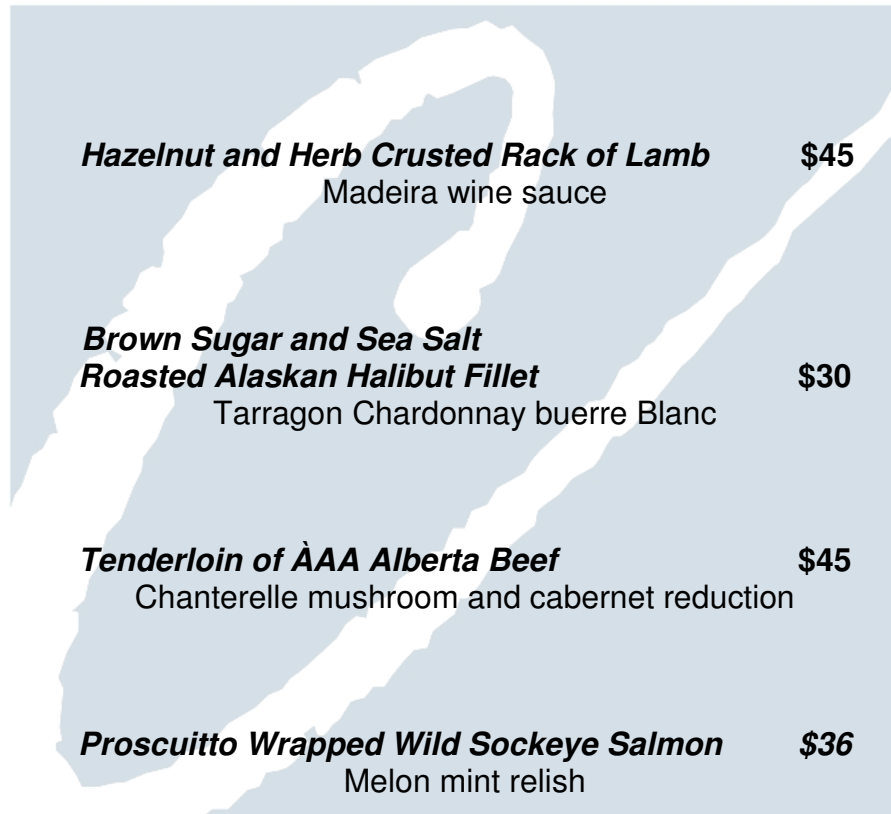 Hazelnut and Herb Crusted Rack of Lamb $45
Madeira wine sauce
Brown Sugar and Sea Salt
Roasted Alaskan Halibut Fillet $30
Tarragon Chardonnay buerre Blanc
Tenderloin of ÀAA Alberta Beef $45
Chanterelle mushroom and cabernet reduction
Proscuitto Wrapped Wild Sockeye Salmon $36
Melon mint relish